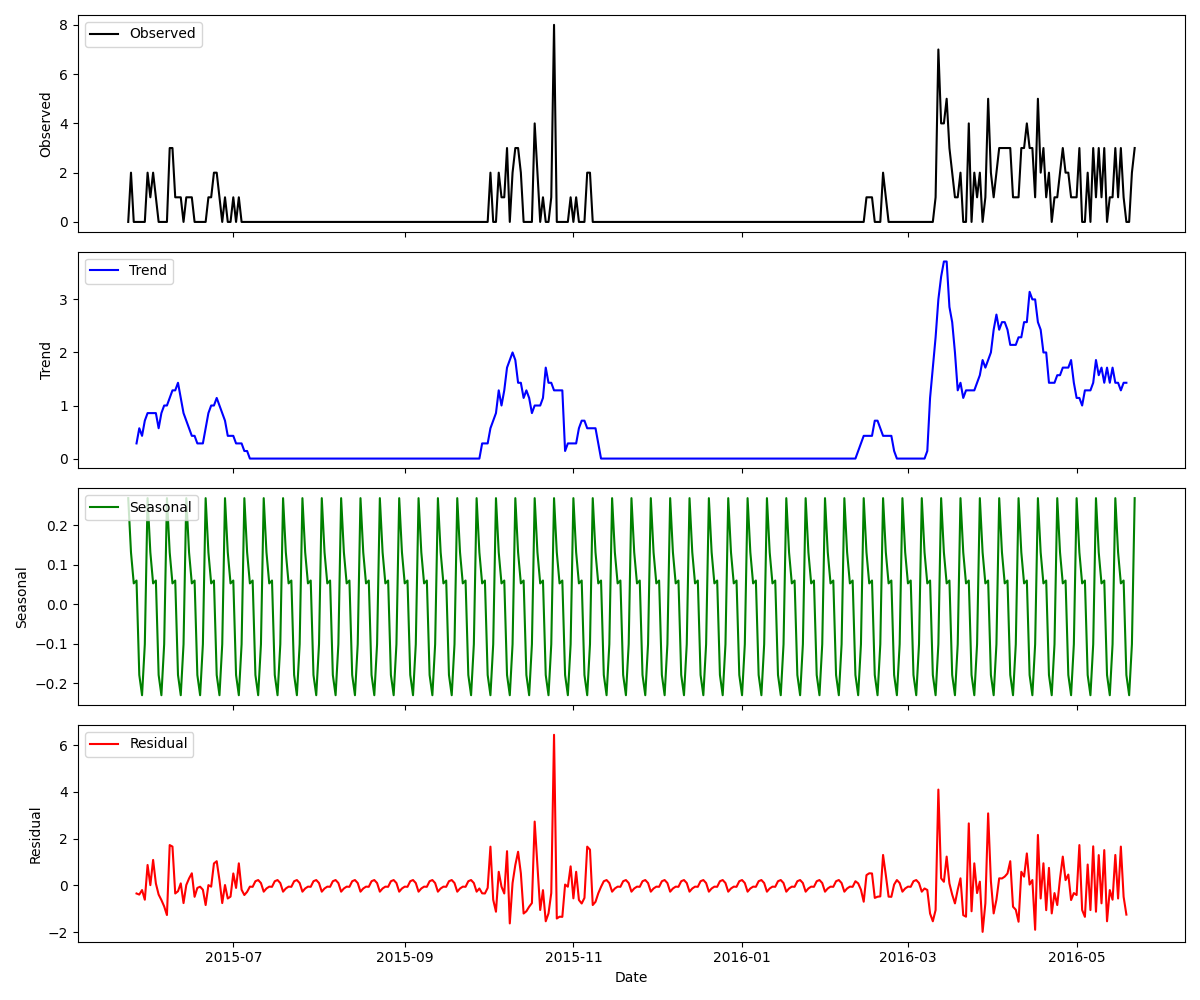 Observed
8
6
4
2
0
Observed
Trend
3
2
1
0
Trend
Seasonal
0.2
0.1
0.0
−0.1
−0.2
Seasonal
Residual
6
4
2
0
−2
Residual
2015-07
2015-09
2015-11
2016-01
2016-03
2016-05
Date